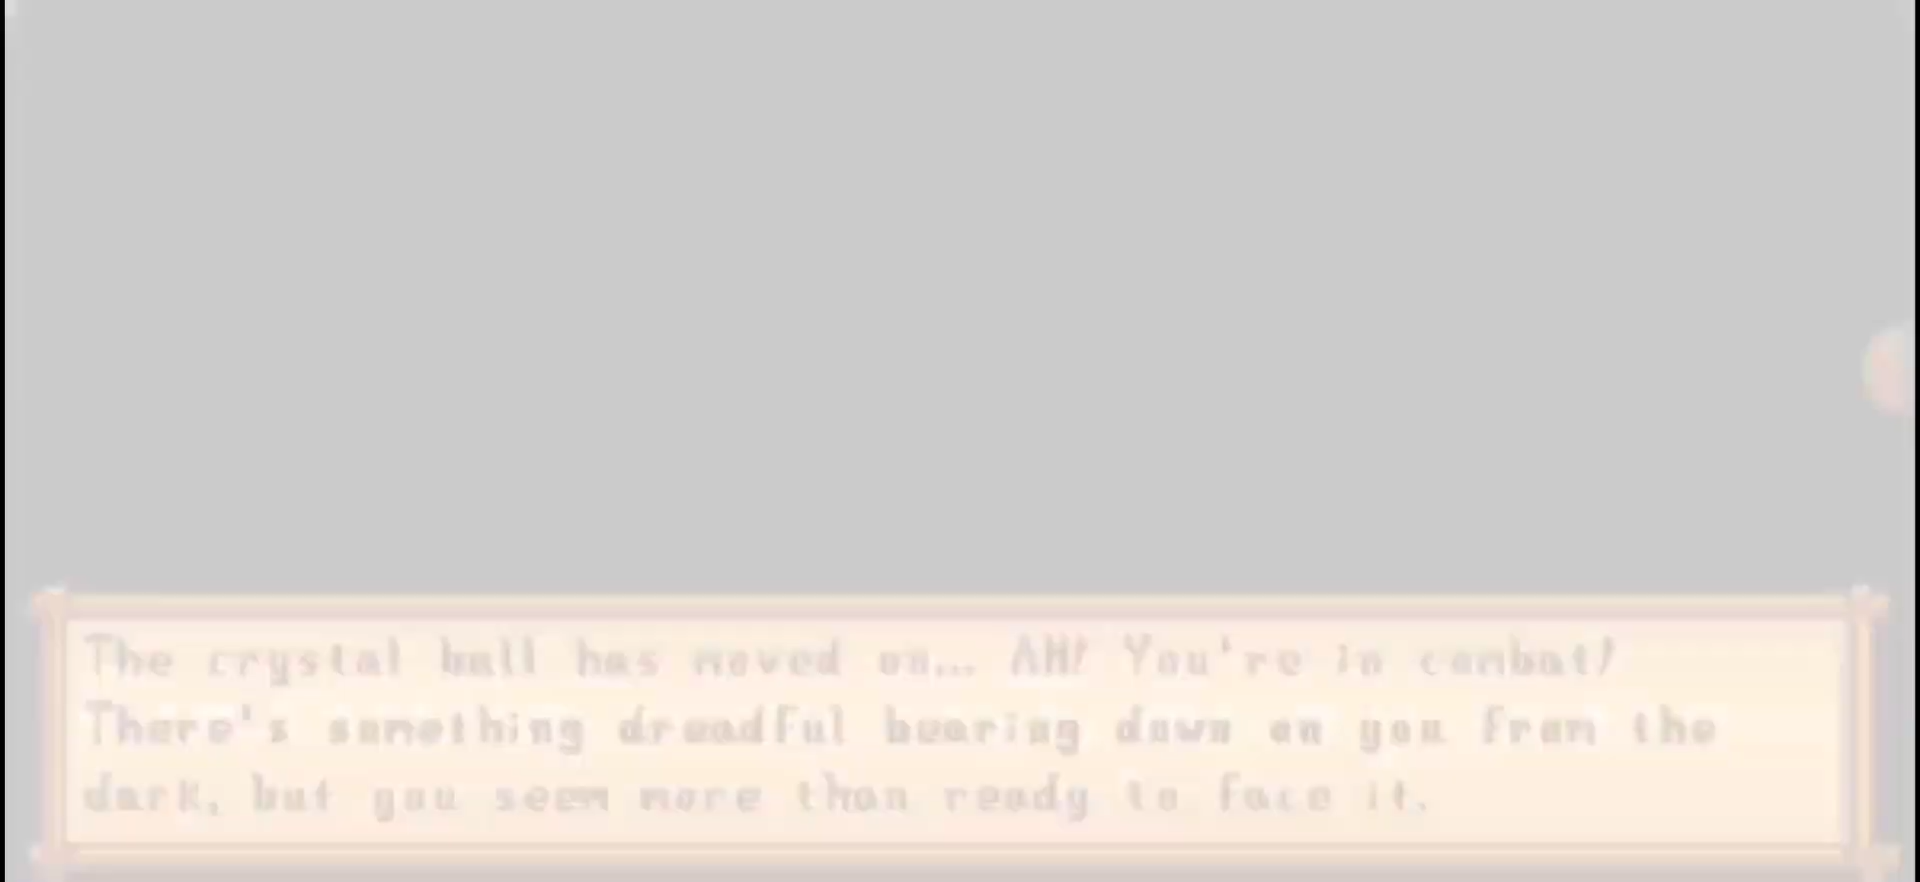 The crystal ball has moved on... AH! You're in combat!
There's something dreadful bearing down on you from the
dark, but you seem more than ready to face it.